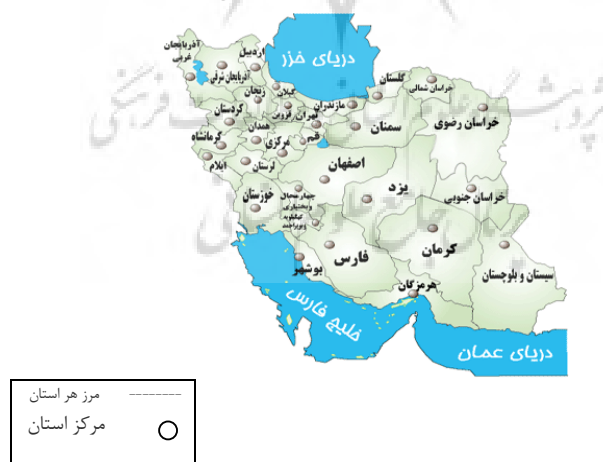 آذربایجان
غربی
اردبیل
آذربایجان شرقی
دریای خزر
گلستان
خراسان شمالی
گیلان
زنجان
مازندران
کردستان
قزوین
تهران
سمنان
خراسان رضوی
همدان
کرمانشاه
مرکزی
قم
ایلام
لرستان
اصفهان
یزد
خراسان جنوبی
خوزستان
چهار محال
و بختیاری
کهگیلویه
و بویراحمد
فارس
کرمان
بوشهر
سیستان و بلوچستان
هرمزگان
خلیج فارس
دریای عمان
مرز هر استان --------
مرکز استان